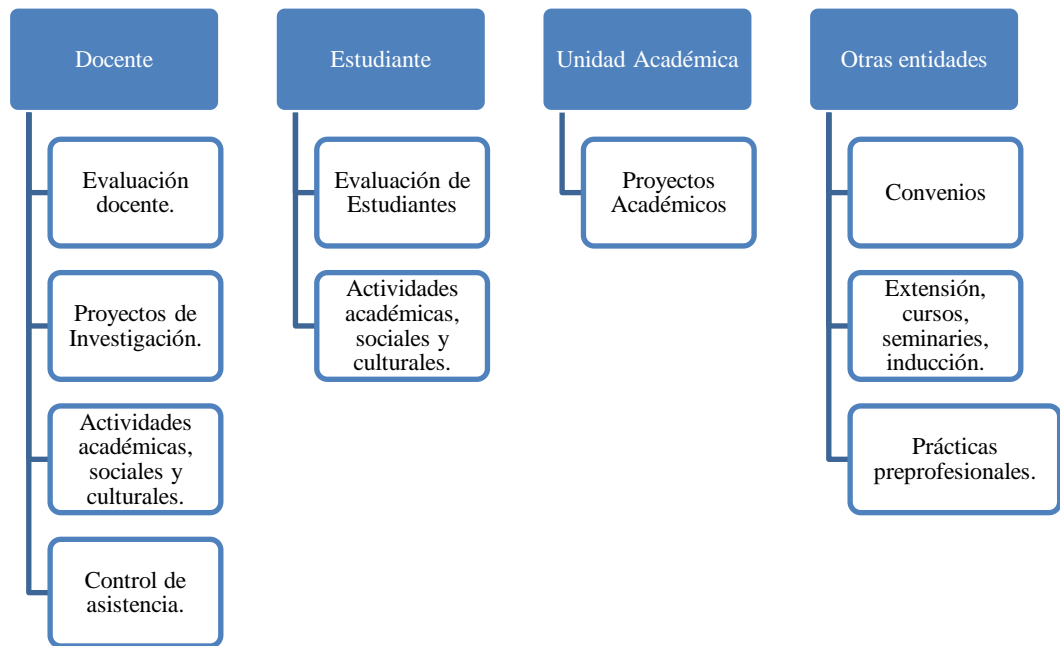 Docente
Evaluación
docente.
Proyectos de
Investigación.
Actividades
académicas,
sociales y
culturales.
Control de
asistencia.
Estudiante
Evaluación de
Estudiantes
Actividades
académicas,
sociales y
culturales.
Unidad Académica
Proyectos
Académicos
Otras entidades
Convenios
Extensión,
cursos,
seminaries,
inducción.
Prácticas
preprofesionales.